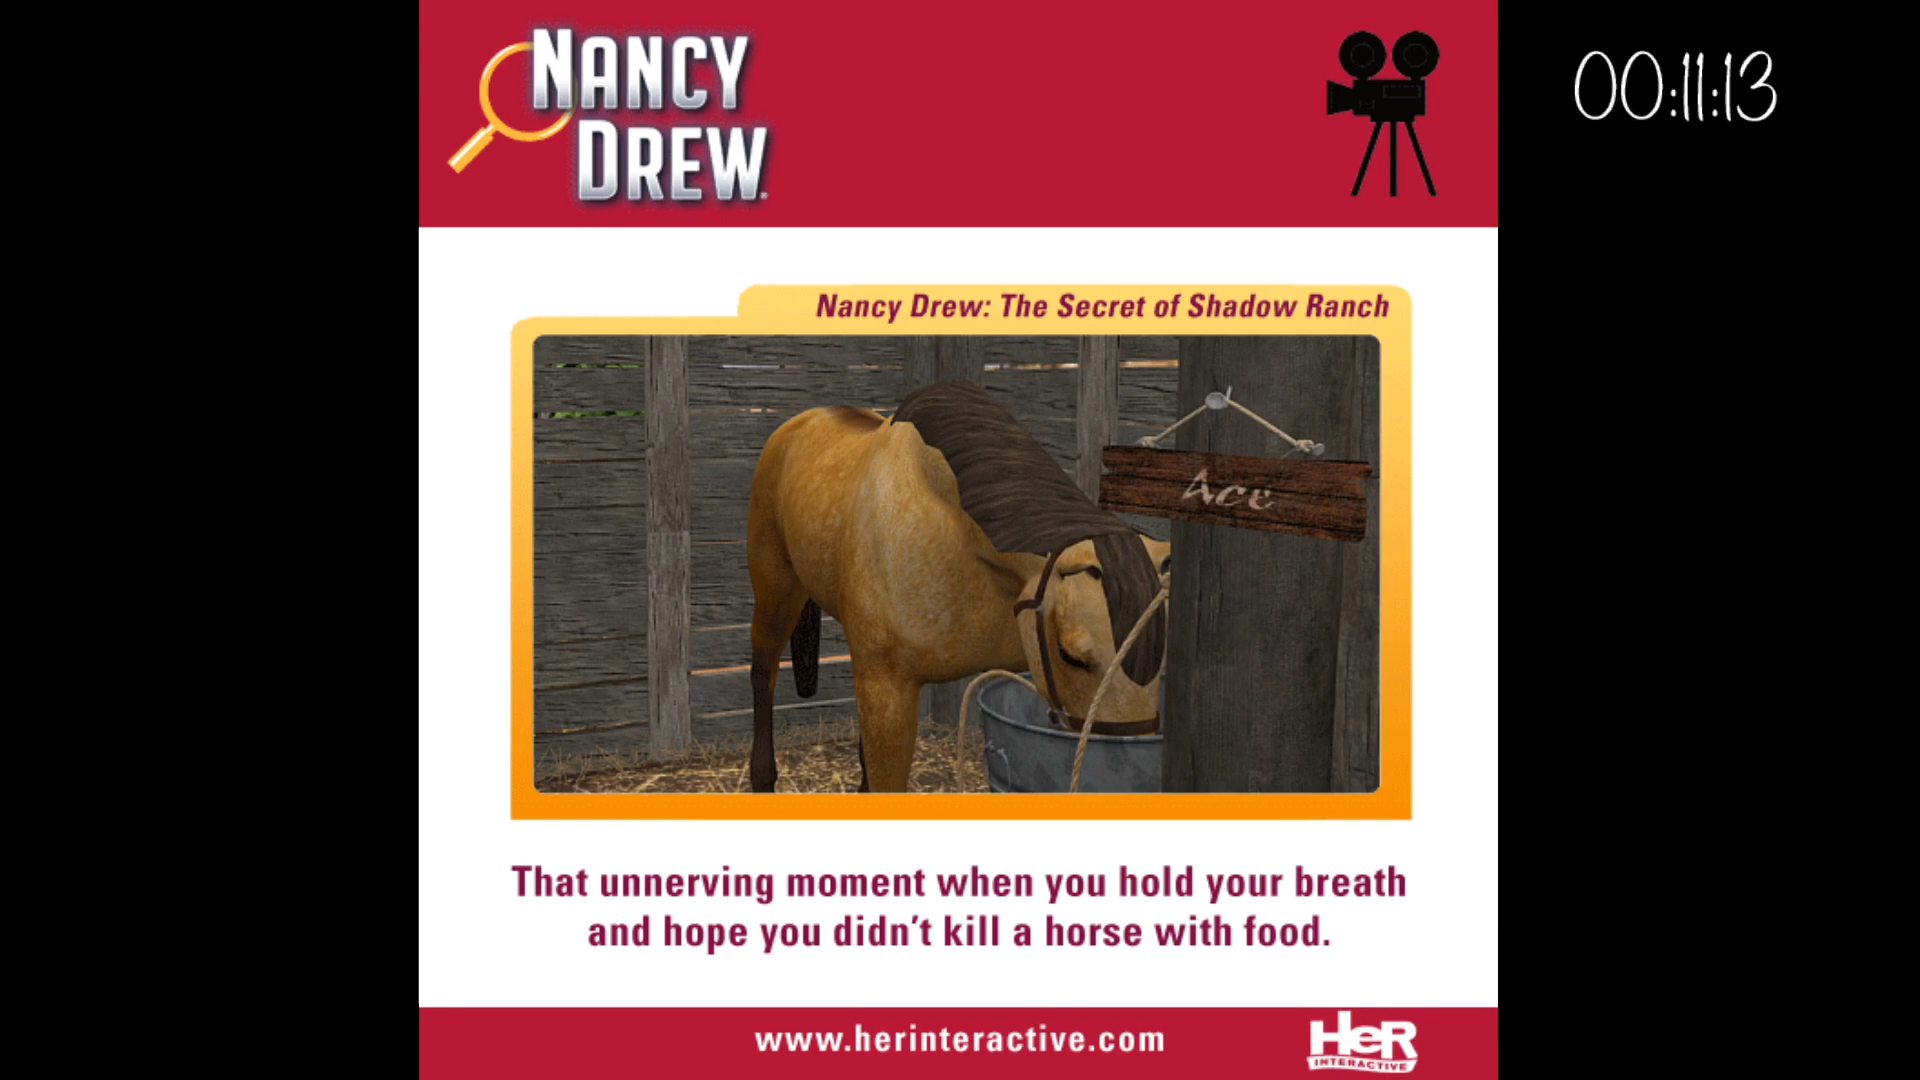 NANCY
DREW
00:11:13
Nancy Drew: The Secret of Shadow Ranch
Ace
That unnerving moment when you hold your breath
and hope you didn't kill a horse with food.
www.herinteractive.com
HeR
INTERACTIVE